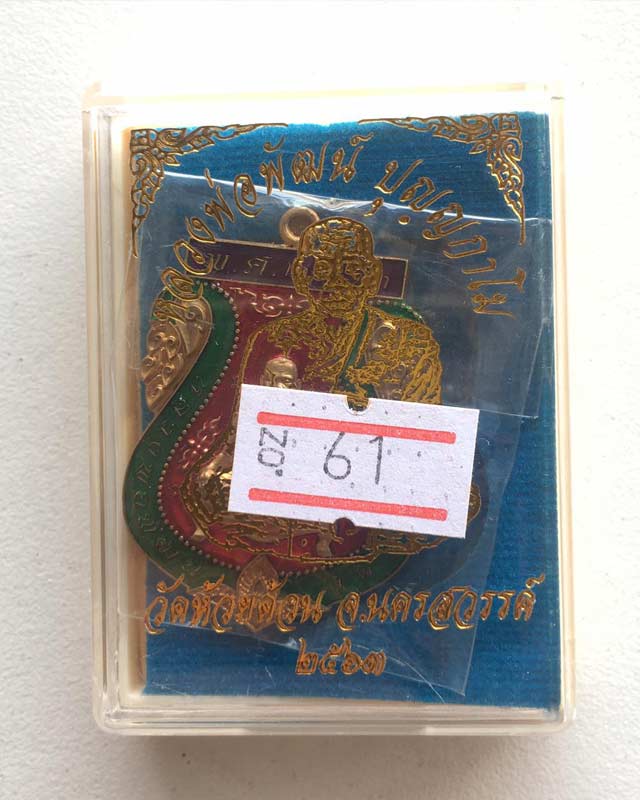 หลวงพ่อพัฒน์ ปุญญกาโม
No. 61
วัดห้วยด้วน จ.นครสวรรค์
๒๕๖๓